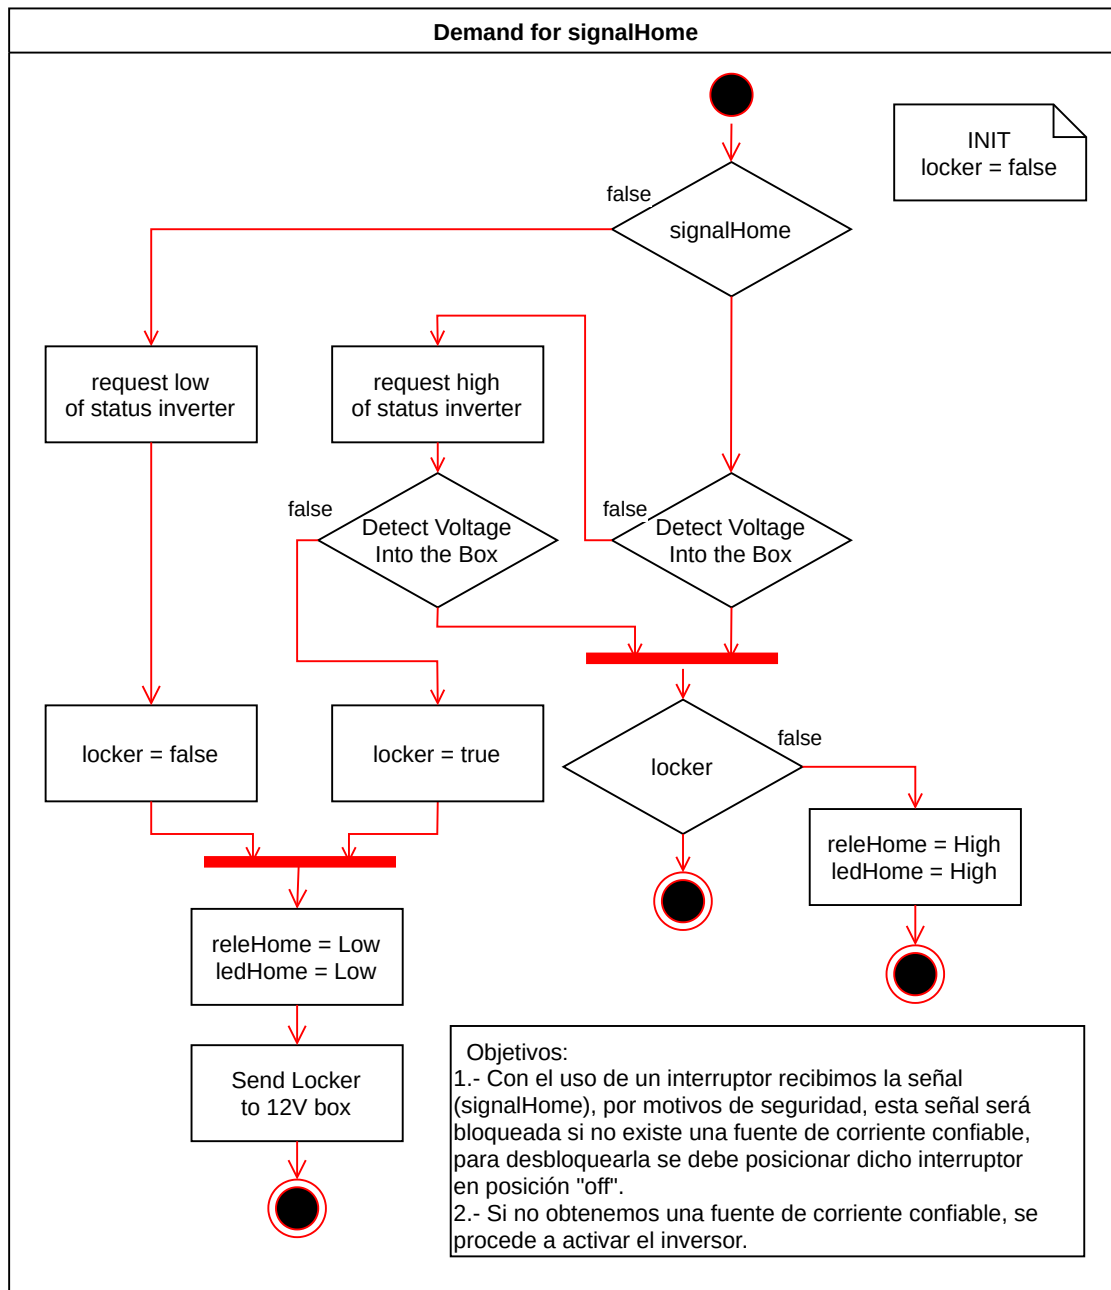 Demand for signalHome
INIT
locker = false
false
signalHome
request low
of status inverter
request high
of status inverter
false
Detect Voltage
Into the Box
false
Detect Voltage
Into the Box
locker = false
locker = true
locker
false
releHome = High
ledHome = High
releHome = Low
ledHome = Low
Send Locker
to 12V box
Objetivos:
1.- Con el uso de un interruptor recibimos la señal
(signalHome), por motivos de seguridad, esta señal será
bloqueada si no existe una fuente de corriente confiable,
para desbloquearla se debe posicionar dicho interruptor
en posición "off".
2.- Si no obtenemos una fuente de corriente confiable, se
procede a activar el inversor.